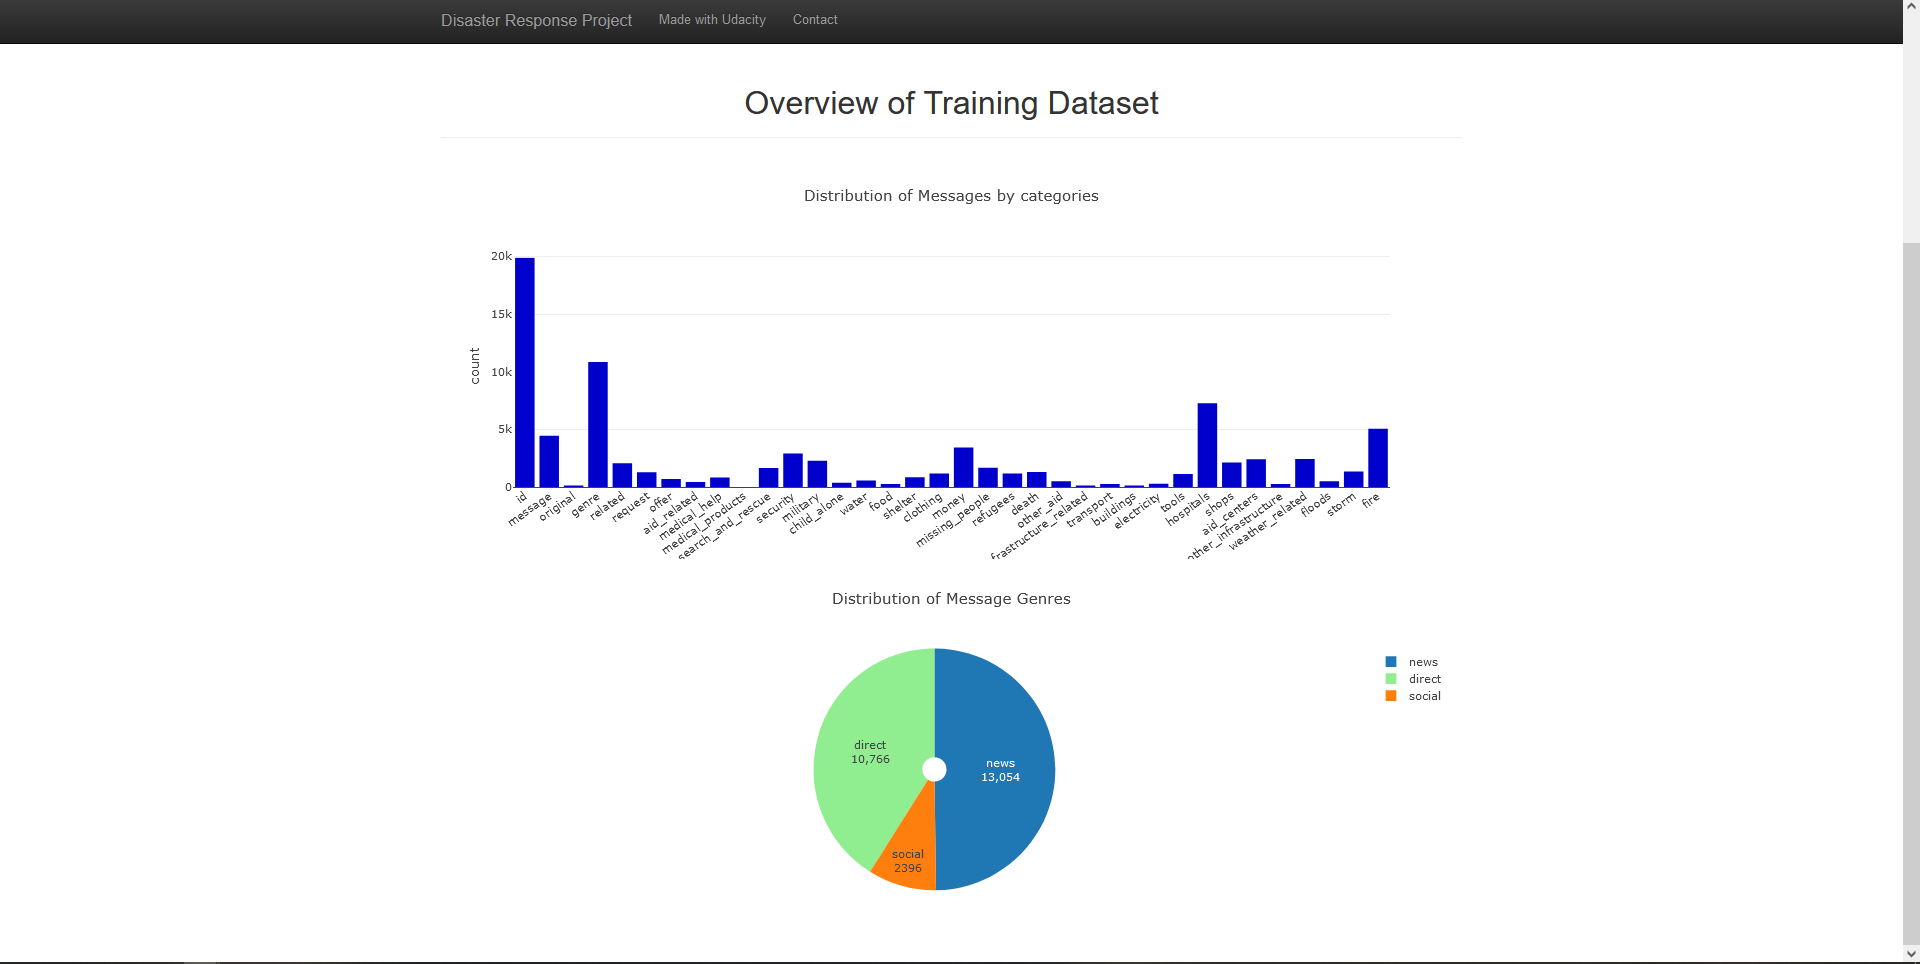 Disaster Response Project Made with Udacity Contact
Overview of Training Dataset
Distribution of Messages by categories
20k
15k
10k
5k
0
count
id
message
original
genre
related
request
offer
aid_related
medical_help
medical_products
search_and_rescue
security
military
child_alone
water
food
shelter
clothing
money
missing_people
refugees
death
other_aid
frastructure_related
transport
buildings
electricity
tools
hospitals
shops
aid_centers
other_infrastructure
weather_related
floods
storm
fire
Distribution of Message Genres
news
direct
social
direct
10,766
news
13,054
social
2396